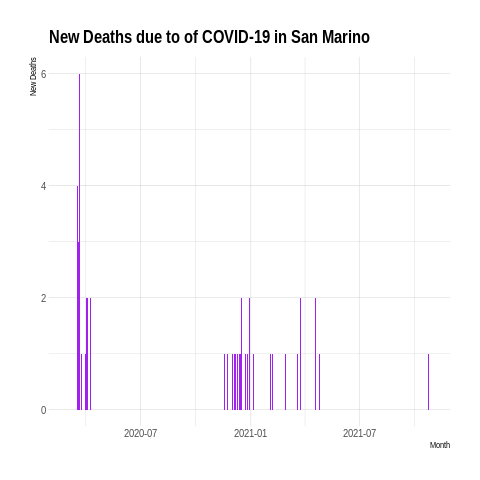 New Deaths due to of COVID-19 in San Marino
New Deaths
6
4
2
0
2020-07 2021-01 2021-07
Month